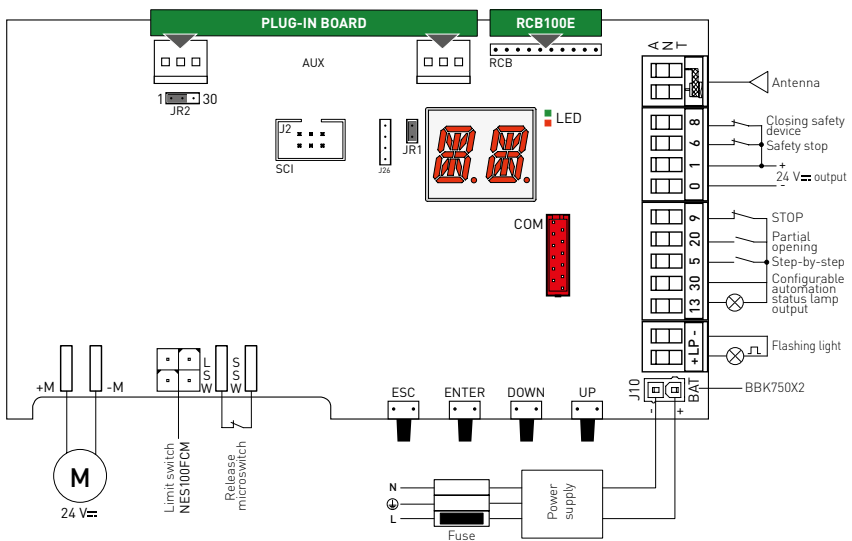 PLUG-IN BOARD
RCB100E
AUX
RCB
A
N
T
Antenna
1
30
JR2
J2
SCI
J26
JR1
LED
COM
8
Closing safety
device
6
Safety stop
1
+
24 V output
0
-
9
STOP
20
Partial
opening
5
Step-by-step
30
Configurable
automation
status lamp
output
13
+LP-
Flashing light
J10
BAT
BBK750X2
-
+
+M
-M
LSW
SSW
ESC
ENTER
DOWN
UP
M
24 V
Limit switch
NES100FCM
Release
microswitch
N
L
Fuse
Power
supply